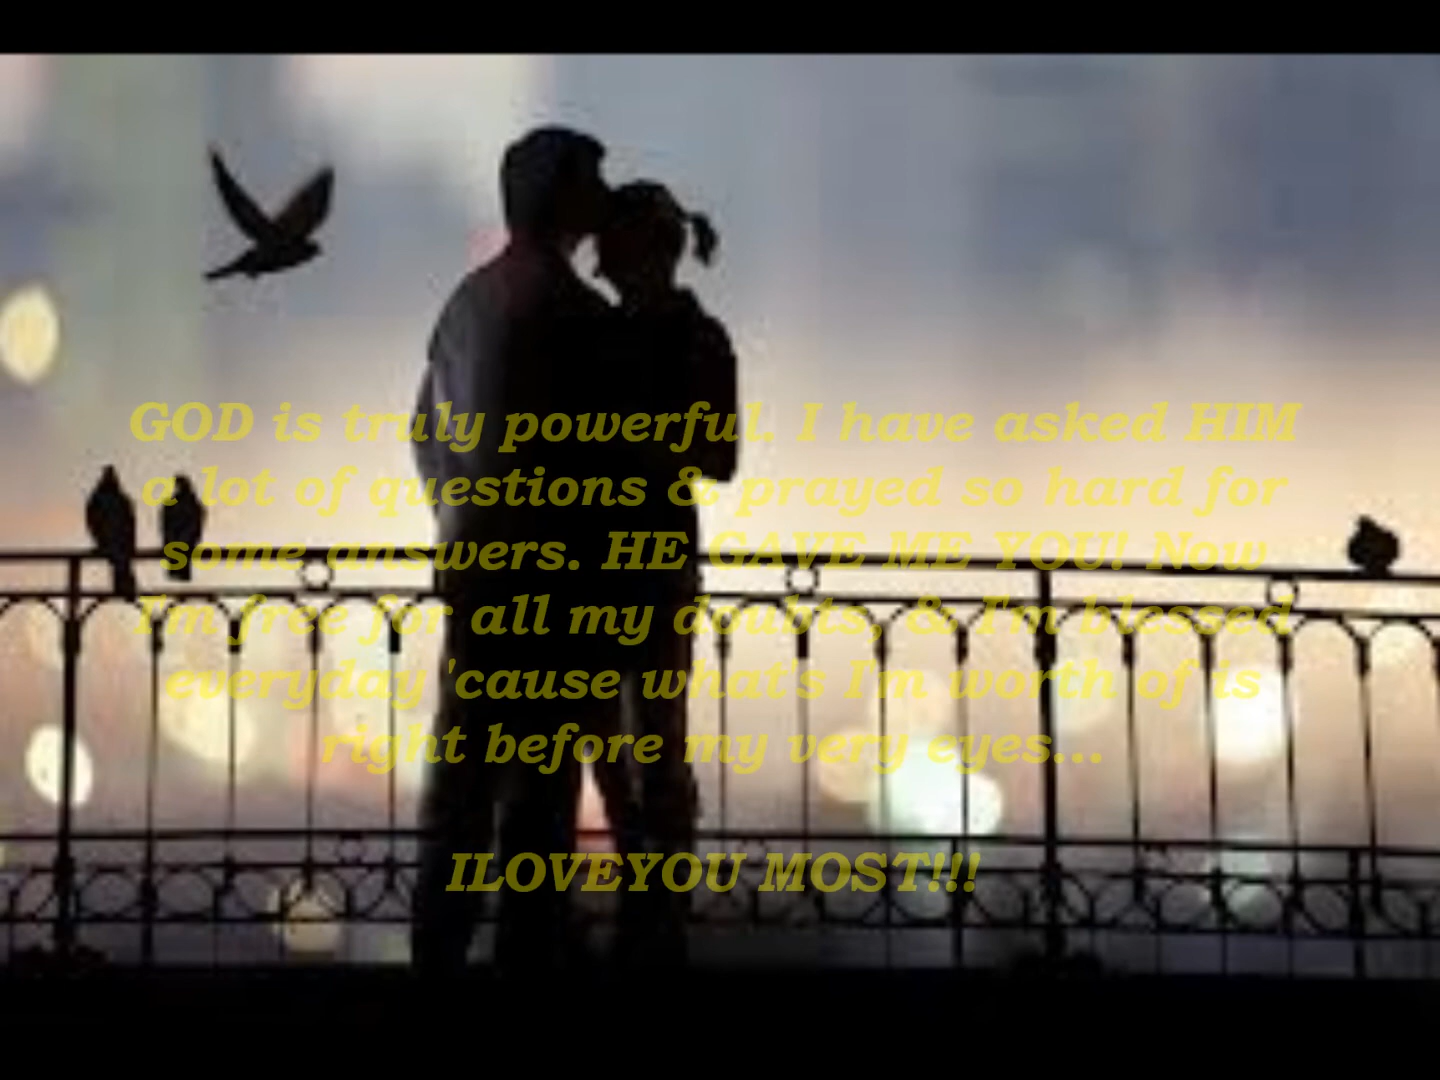 GOD is truly powerful. I have asked HIM
a lot of questions & prayed so hard for
some answers. HE GAVE ME YOU! Now
I'm free for all my doubts, & I'm blessed
everyday 'cause what's I'm worth of is
right before my very eyes...
ILOVEYOU MOST!!!